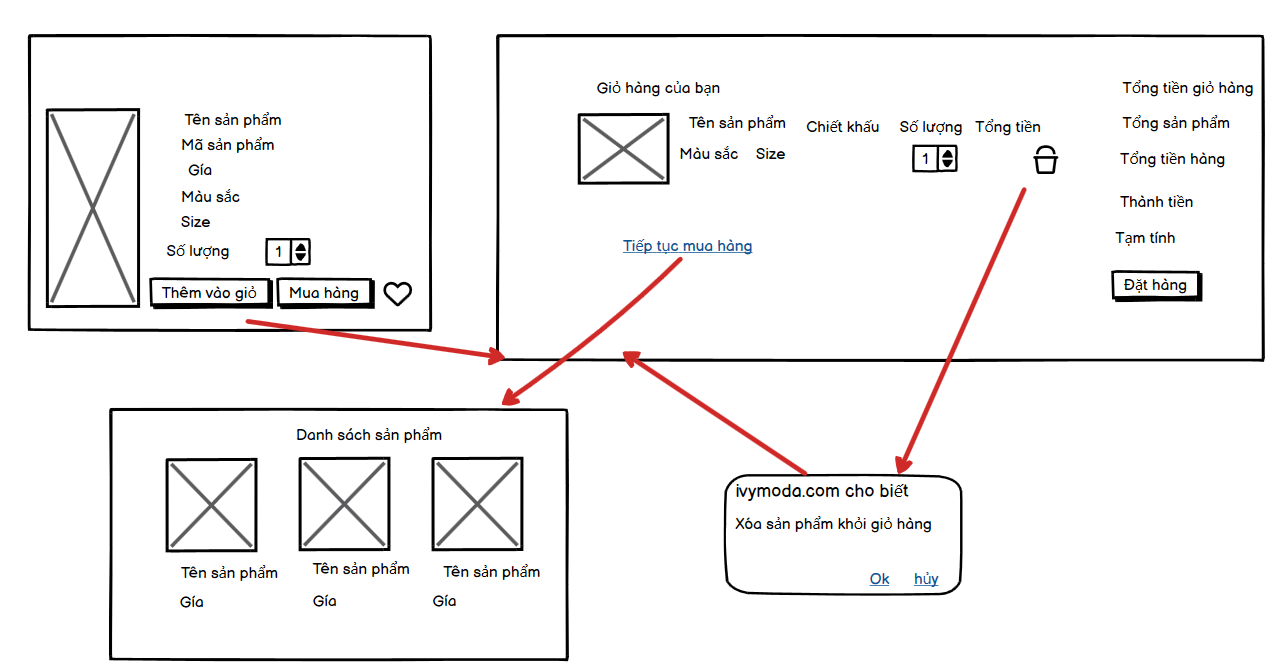 Tên sản phẩm
Mã sản phẩm
Gía
Màu sắc
Size
Số lượng 1
Thêm vào giỏ Mua hàng
Giỏ hàng của bạn
Tên sản phẩm Chiết khấu Số lượng Tổng tiền
Màu sắc Size 1
Tiếp tục mua hàng
Tổng tiền giỏ hàng
Tổng sản phẩm
Tổng tiền hàng
Thành tiền
Tạm tính
Đặt hàng
Danh sách sản phẩm
Tên sản phẩm Tên sản phẩm Tên sản phẩm
Gía Gía Gía
ivymoda.com cho biết
Xóa sản phẩm khỏi giỏ hàng
Ok hủy